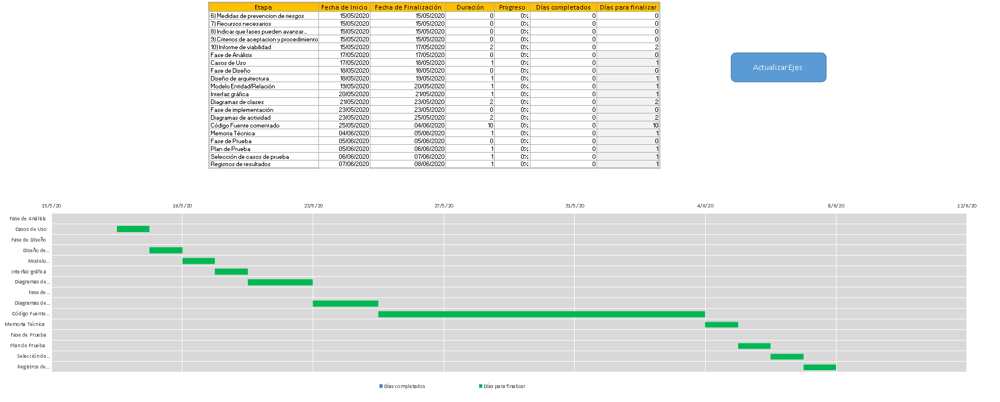 Etapa Fecha de Inicio Fecha de Finalización Duración Progreso Días completados Días para finalizar
6) Medidas de prevencion de riesgos 15/05/2020 15/05/2020 0 0% 0 0
7) Recursos necesarios 15/05/2020 15/05/2020 0 0% 0 0
8) Indicar que fases pueden avanzar... 15/05/2020 15/05/2020 0 0% 0 0
9) Criterios de aceptacion y procedimiento 15/05/2020 15/05/2020 0 0% 0 0
10) Informe de viabilidad 15/05/2020 17/05/2020 2 0% 0 2
Fase de Análisis 17/05/2020 17/05/2020 0 0% 0 0
Casos de Uso 17/05/2020 18/05/2020 1 0% 0 1
Fase de Diseño 18/05/2020 18/05/2020 0 0% 0 0
Diseño de arquitectura 18/05/2020 19/05/2020 1 0% 0 1
Modelo Entidad/Relación 19/05/2020 20/05/2020 1 0% 0 1
Interfaz gráfica 20/05/2020 21/05/2020 1 0% 0 1
Diagramas de clases 21/05/2020 23/05/2020 2 0% 0 2
Fase de implementación 23/05/2020 23/05/2020 0 0% 0 0
Diagramas de actividad 23/05/2020 25/05/2020 2 0% 0 2
Código Fuente comentado 25/05/2020 04/06/2020 10 0% 0 10
Memoria Técnica 04/06/2020 05/06/2020 1 0% 0 1
Fase de Prueba 05/06/2020 05/06/2020 0 0% 0 0
Plan de Prueba 05/06/2020 06/06/2020 1 0% 0 1
Selección de casos de prueba 06/06/2020 07/06/2020 1 0% 0 1
Registros de resultados 07/06/2020 08/06/2020 1 0% 0 1
Actualizar Ejes
15/5/20 19/5/20 23/5/20 27/5/20 31/5/20 4/6/20 8/6/20 12/6/20
Fase de Análisis
Casos de Uso
Fase de Diseño
Diseño de...
Modelo...
Interfaz gráfica
Diagramas de...
Fase de...
Diagramas de...
Código Fuente...
Memoria Técnica
Fase de Prueba
Plan de Prueba
Selección de...
Registros de...
Días completados Días para finalizar